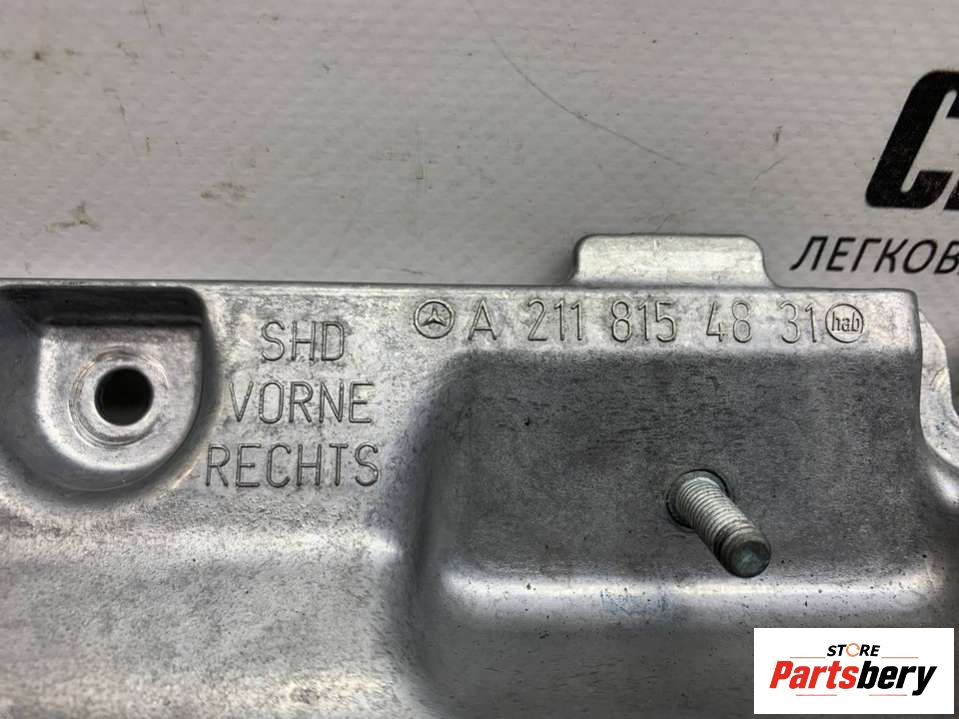 ЛЕГКОВ
A 211 815 48 31 hab
SHD
VORNE
RECHTS
STORE
Partsbery